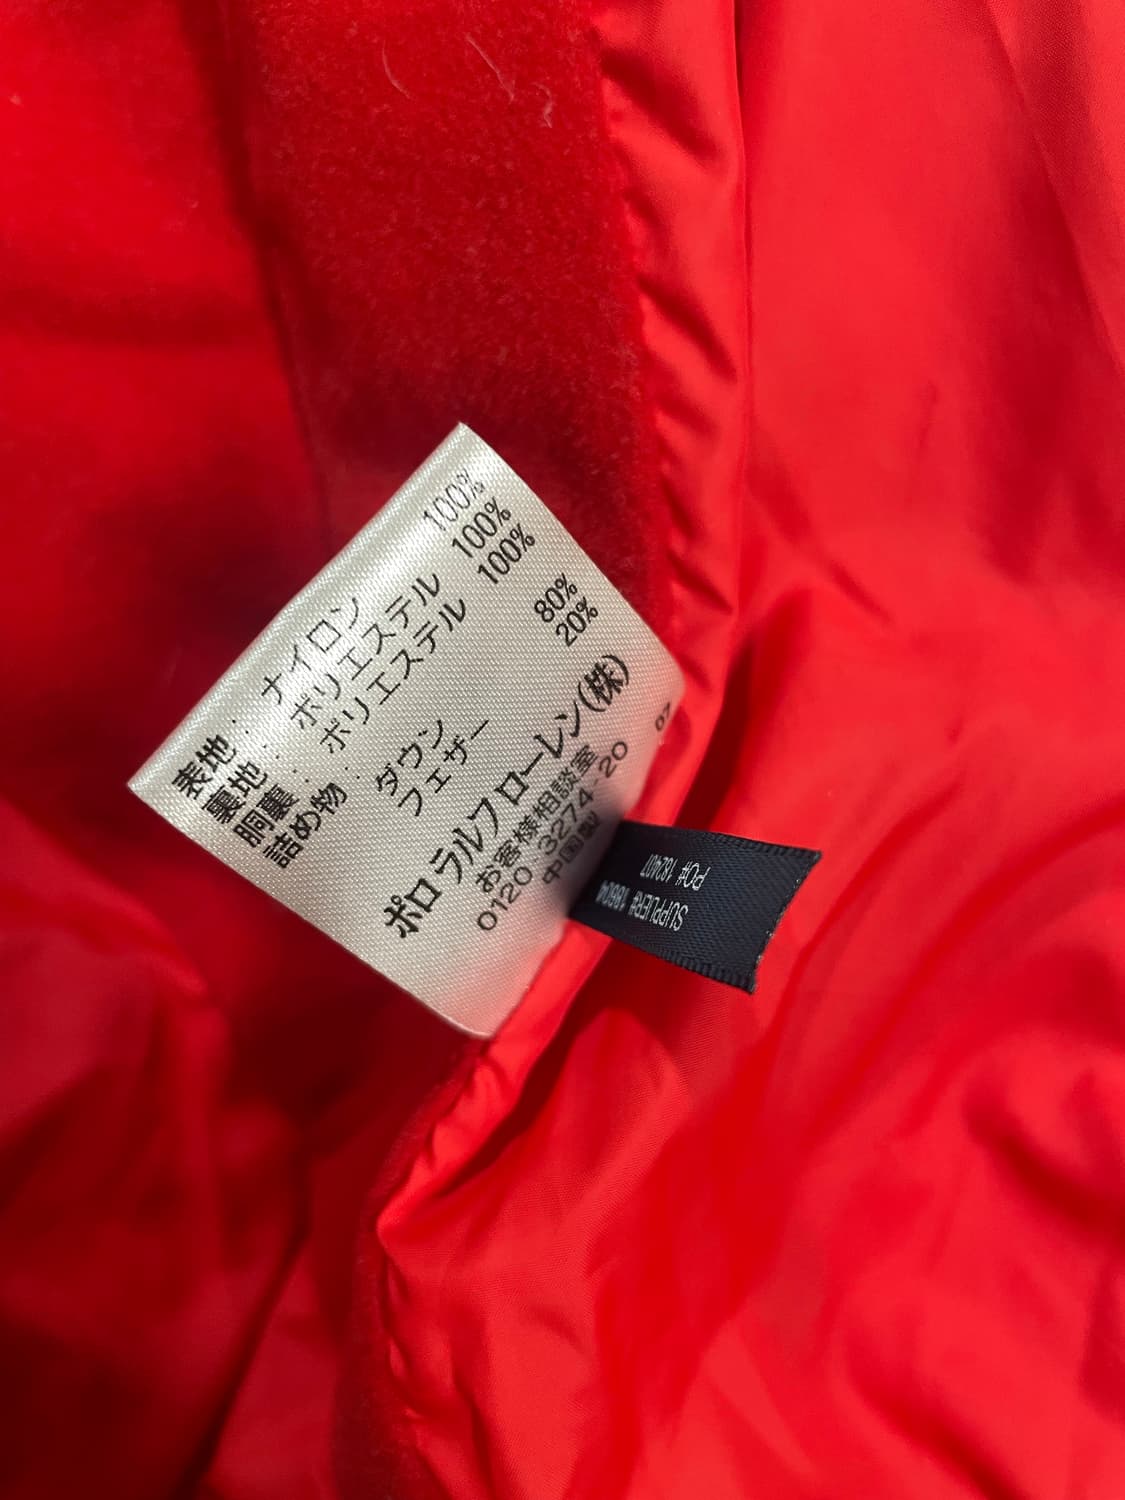 表地: ナイロン 100%
裏地: ポリエステル 100%
胴裏: ポリエステル 100%
詰め物: ダウン 80%
フェザー 20%
ポロ ラルフ ローレン(株)
お客様相談室
0120-3274-20
中国製
07
SUPPLIER#
PO# 182407